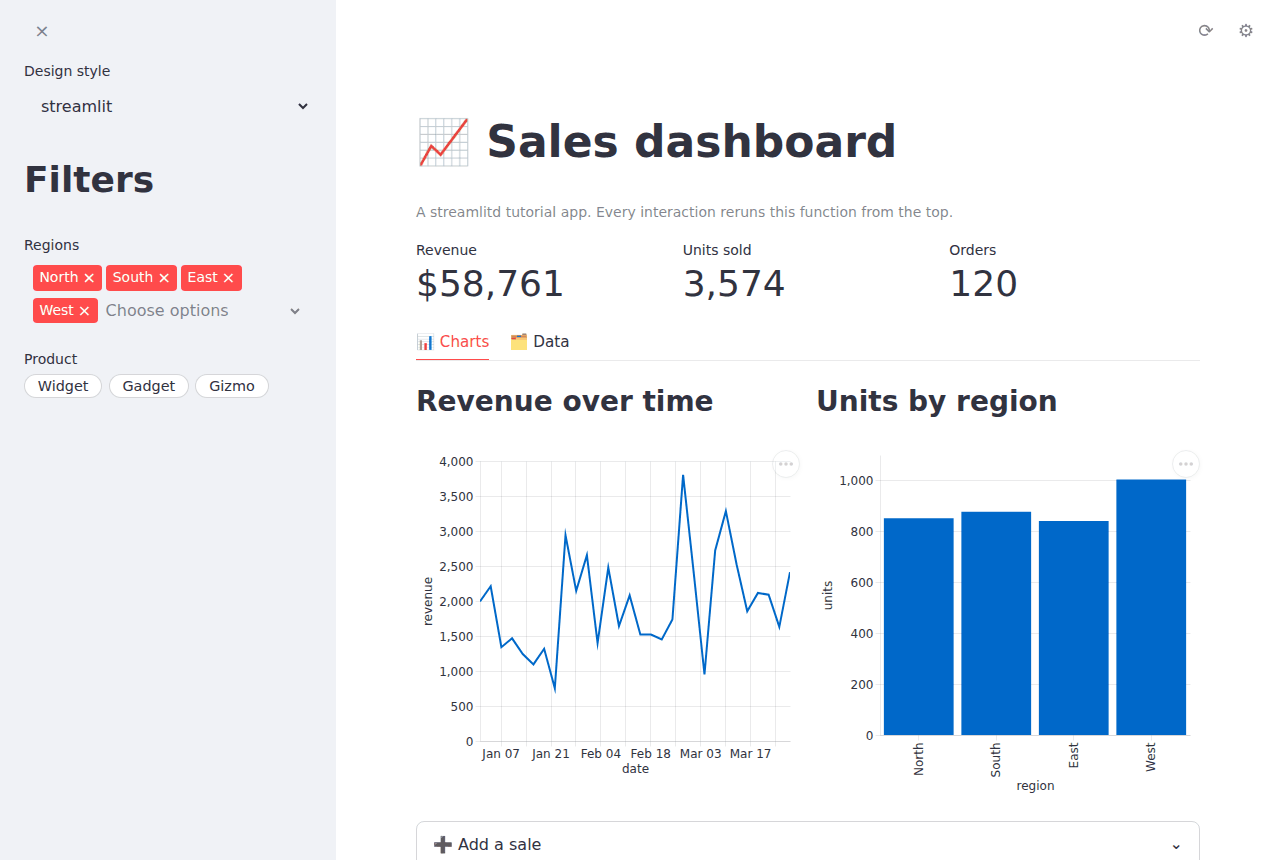 ×
Design style
streamlit
Filters
Regions
North × South × East ×
West × Choose options
Product
Widget Gadget Gizmo
📈 Sales dashboard
A streamlitd tutorial app. Every interaction reruns this function from the top.
Revenue Units sold Orders
$58,761 3,574 120
📊 Charts 🗂️ Data
Revenue over time
4,000
3,500
3,000
2,500
2,000
1,500
1,000
500
0
revenue
Jan 07 Jan 21 Feb 04 Feb 18 Mar 03 Mar 17
date
Units by region
1,000
800
600
400
200
0
units
North South East West
region
➕ Add a sale